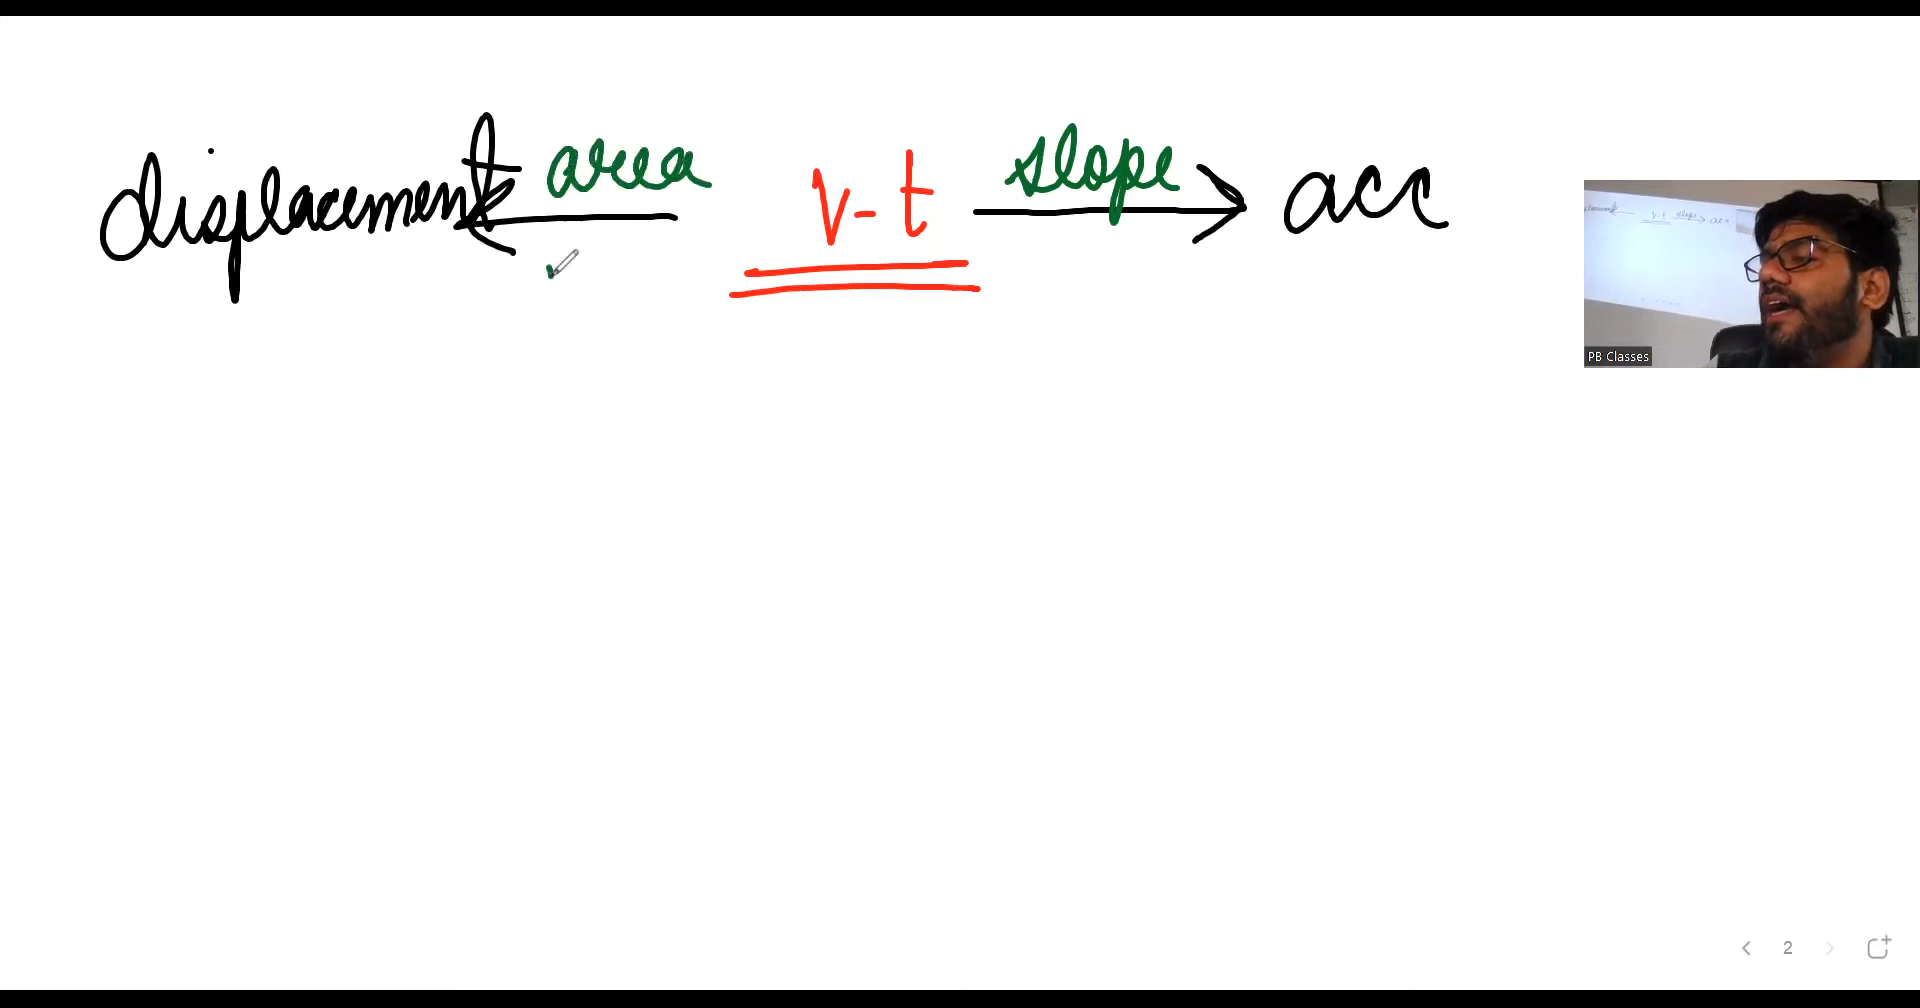 displacement ← area v-t slope → acc
PB Classes
2